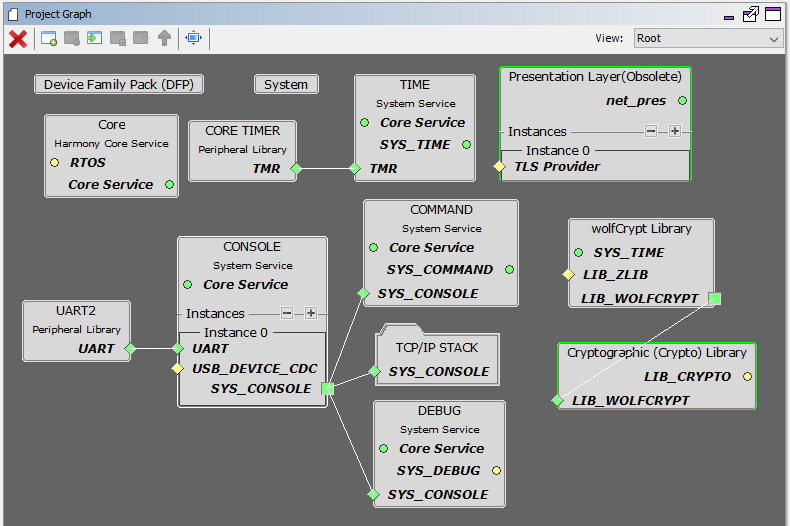 Project Graph
View:
Root
Device Family Pack (DFP)
System
TIME
System Service
Core Service
SYS_TIME
TMR
Presentation Layer(Obsolete)
net_pres
Instances
Instance 0
TLS Provider
Core
Harmony Core Service
RTOS
Core Service
CORE TIMER
Peripheral Library
TMR
COMMAND
System Service
Core Service
SYS_COMMAND
SYS_CONSOLE
wolfCrypt Library
SYS_TIME
LIB_ZLIB
LIB_WOLFCRYPT
CONSOLE
System Service
Core Service
Instances
Instance 0
UART
USB_DEVICE_CDC
SYS_CONSOLE
UART2
Peripheral Library
UART
TCP/IP STACK
SYS_CONSOLE
Cryptographic (Crypto) Library
LIB_CRYPTO
LIB_WOLFCRYPT
DEBUG
System Service
Core Service
SYS_DEBUG
SYS_CONSOLE